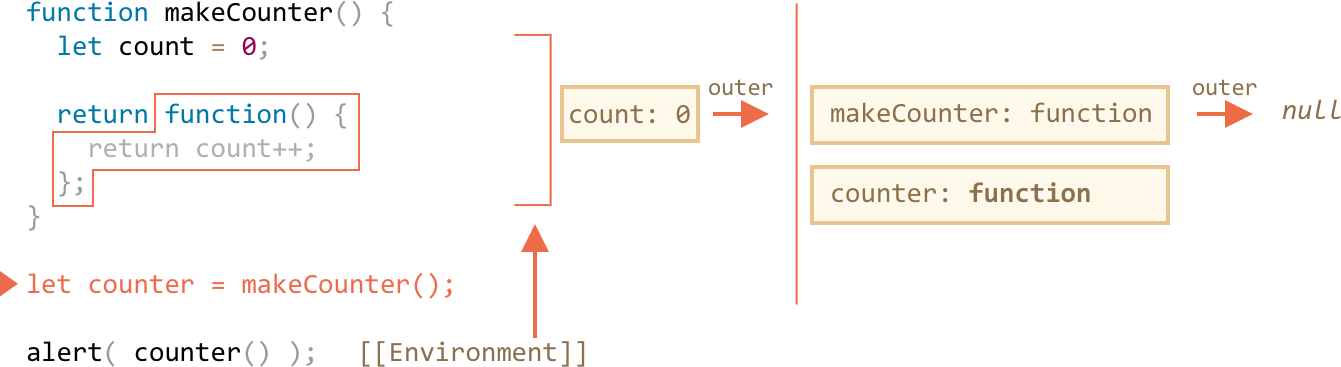 function makeCounter() {
let count = 0;
outer
outer
return function() {
count: 0
makeCounter: function
null
return count++;
};
counter: function
}
let counter = makeCounter();
alert( counter() );
[[Environment]]